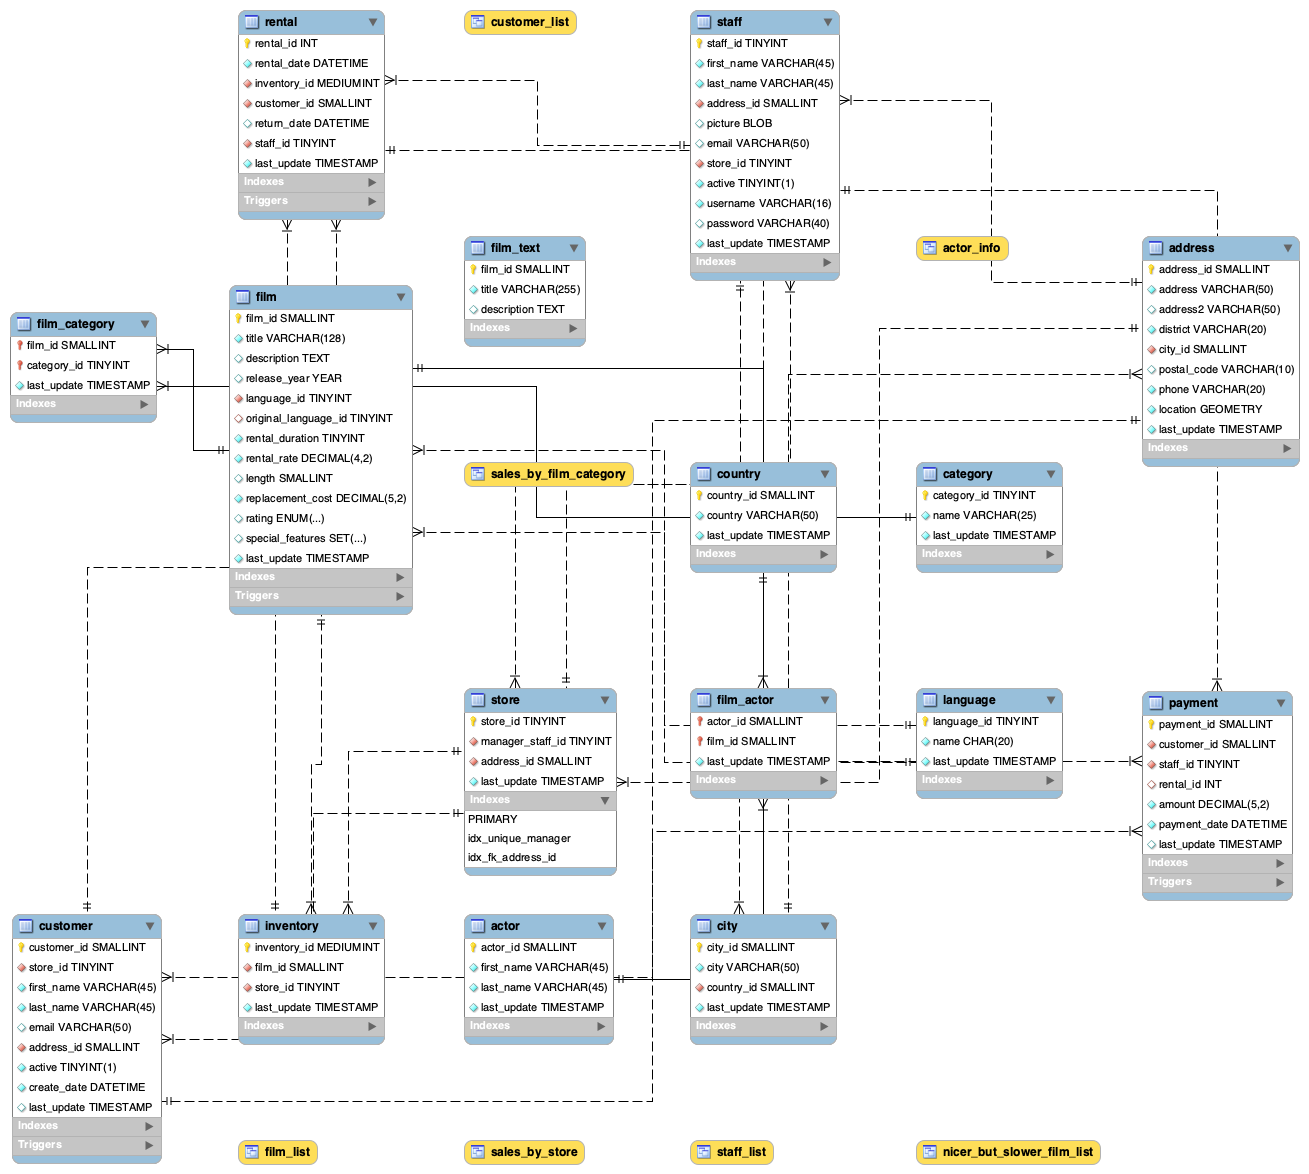 rental
rental_id INT
rental_date DATETIME
inventory_id MEDIUMINT
customer_id SMALLINT
return_date DATETIME
staff_id TINYINT
last_update TIMESTAMP
Indexes
Triggers
customer_list
staff
staff_id TINYINT
first_name VARCHAR(45)
last_name VARCHAR(45)
address_id SMALLINT
picture BLOB
email VARCHAR(50)
store_id TINYINT
active TINYINT(1)
username VARCHAR(16)
password VARCHAR(40)
last_update TIMESTAMP
Indexes
film_text
film_id SMALLINT
title VARCHAR(255)
description TEXT
Indexes
actor_info
address
address_id SMALLINT
address VARCHAR(50)
address2 VARCHAR(50)
district VARCHAR(20)
city_id SMALLINT
postal_code VARCHAR(10)
phone VARCHAR(20)
location GEOMETRY
last_update TIMESTAMP
Indexes
film_category
film_id SMALLINT
category_id TINYINT
last_update TIMESTAMP
Indexes
film
film_id SMALLINT
title VARCHAR(128)
description TEXT
release_year YEAR
language_id TINYINT
original_language_id TINYINT
rental_duration TINYINT
rental_rate DECIMAL(4,2)
length SMALLINT
replacement_cost DECIMAL(5,2)
rating ENUM(...)
special_features SET(...)
last_update TIMESTAMP
Indexes
Triggers
sales_by_film_category
country
country_id SMALLINT
country VARCHAR(50)
last_update TIMESTAMP
Indexes
category
category_id TINYINT
name VARCHAR(25)
last_update TIMESTAMP
Indexes
store
store_id TINYINT
manager_staff_id TINYINT
address_id SMALLINT
last_update TIMESTAMP
Indexes
PRIMARY
idx_unique_manager
idx_fk_address_id
film_actor
actor_id SMALLINT
film_id SMALLINT
last_update TIMESTAMP
Indexes
language
language_id TINYINT
name CHAR(20)
last_update TIMESTAMP
Indexes
payment
payment_id SMALLINT
customer_id SMALLINT
staff_id TINYINT
rental_id INT
amount DECIMAL(5,2)
payment_date DATETIME
last_update TIMESTAMP
Indexes
Triggers
customer
customer_id SMALLINT
store_id TINYINT
first_name VARCHAR(45)
last_name VARCHAR(45)
email VARCHAR(50)
address_id SMALLINT
active TINYINT(1)
create_date DATETIME
last_update TIMESTAMP
Indexes
Triggers
inventory
inventory_id MEDIUMINT
film_id SMALLINT
store_id TINYINT
last_update TIMESTAMP
Indexes
actor
actor_id SMALLINT
first_name VARCHAR(45)
last_name VARCHAR(45)
last_update TIMESTAMP
Indexes
city
city_id SMALLINT
city VARCHAR(50)
country_id SMALLINT
last_update TIMESTAMP
Indexes
film_list
sales_by_store
staff_list
nicer_but_slower_film_list